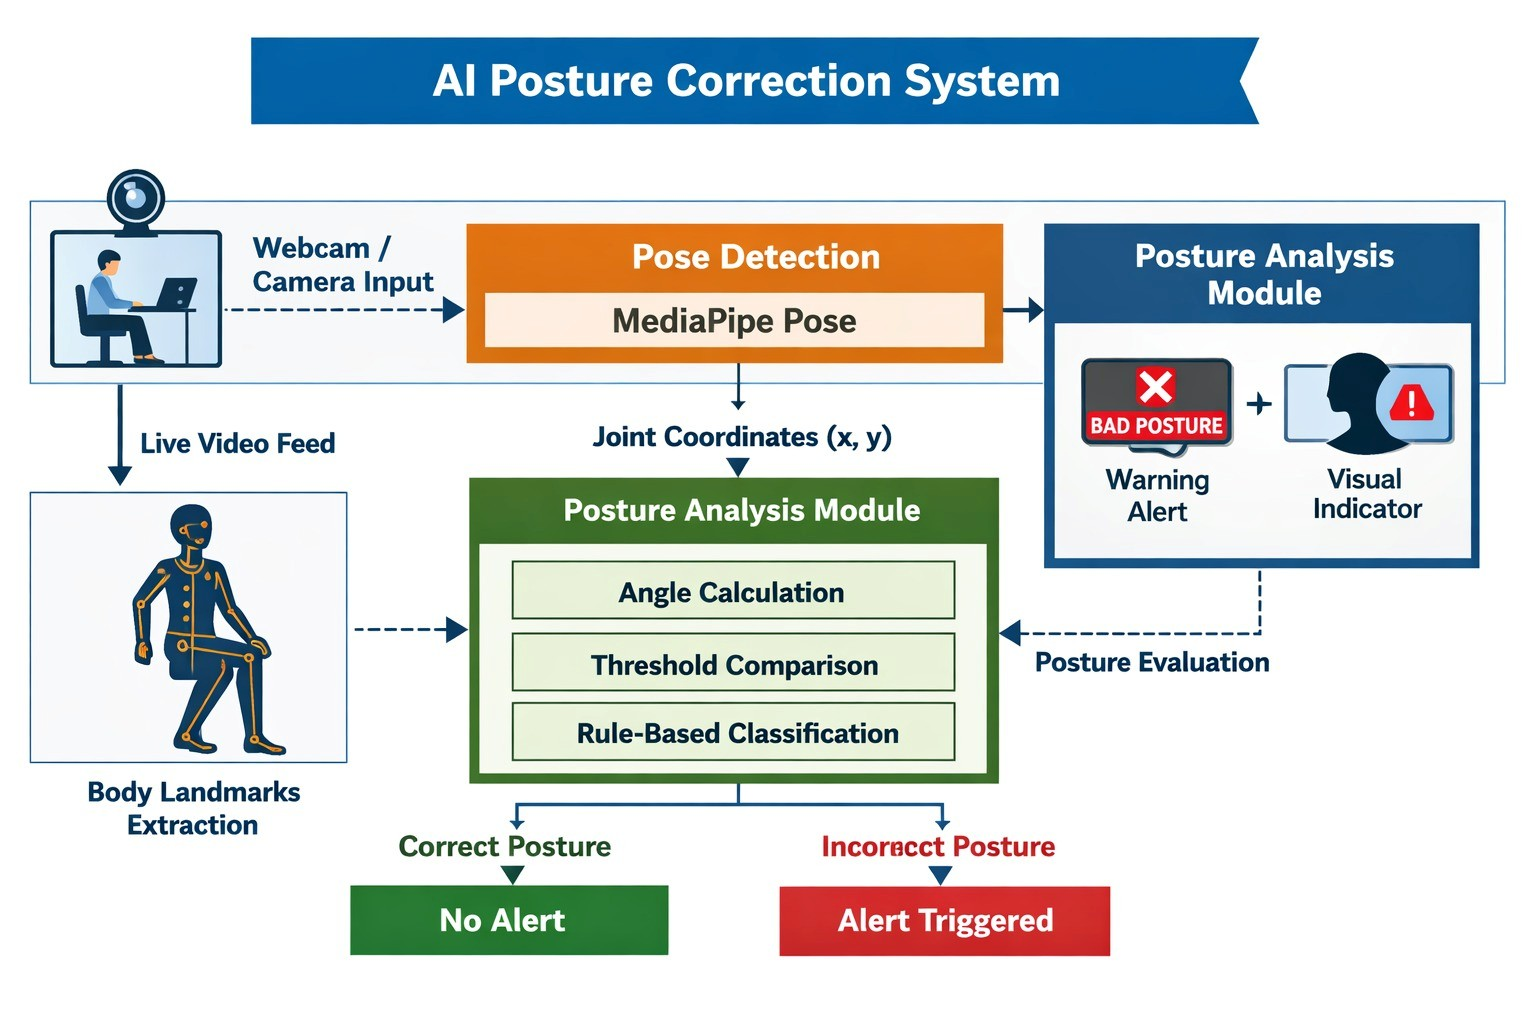 AI Posture Correction System
Webcam /
Camera Input
Pose Detection
MediaPipe Pose
Posture Analysis
Module
BAD POSTURE
Warning
Alert
Visual
Indicator
Live Video Feed
Joint Coordinates (x, y)
Posture Analysis Module
Angle Calculation
Threshold Comparison
Rule-Based Classification
Posture Evaluation
Body Landmarks
Extraction
Correct Posture
Posture
No Alert
Alert Triggered